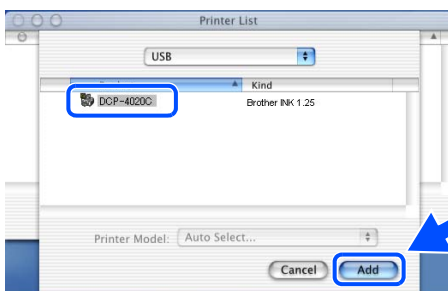 Printer List
USB
Kind
DCP-4020C Brother INK 1.25
Printer Model: Auto Select...
Cancel Add